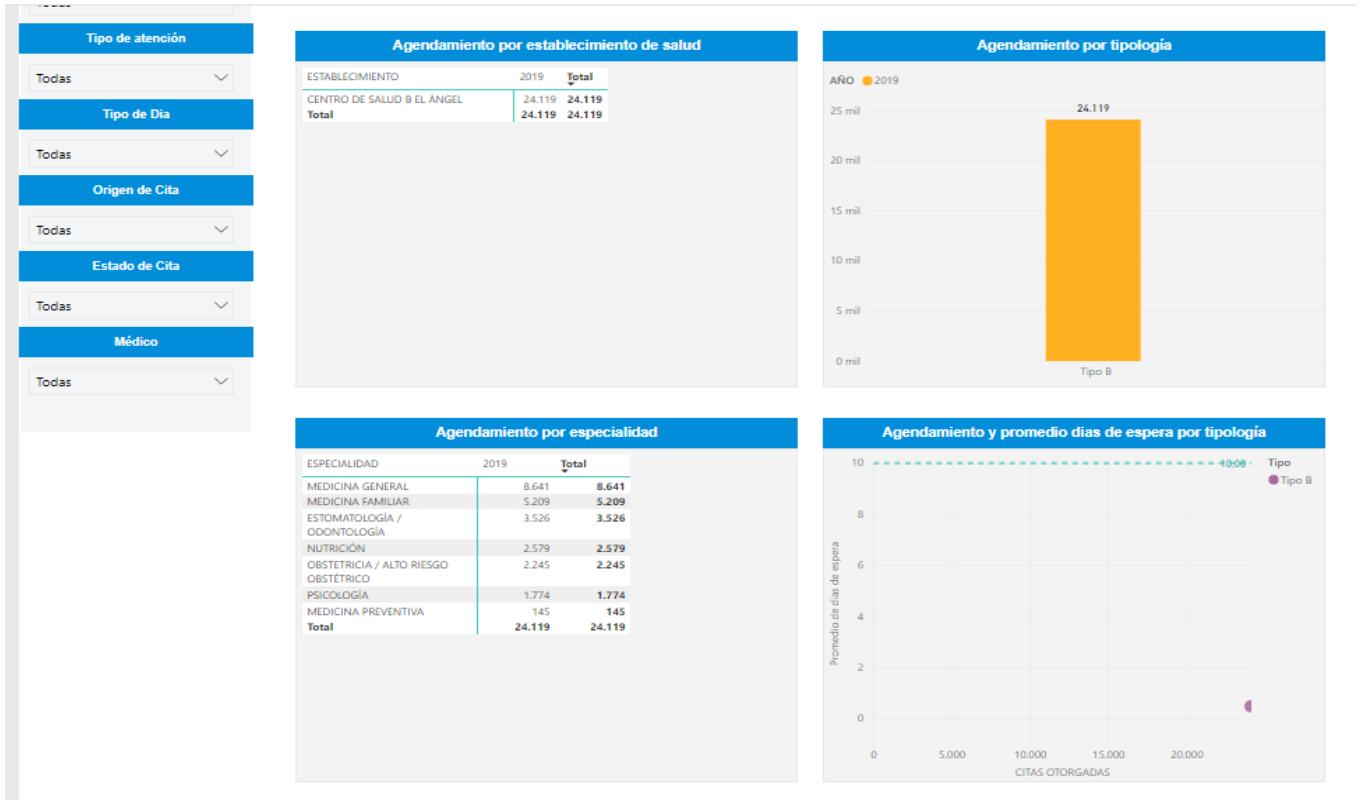 Tipo de atención
Todas
Tipo de Dia
Todas
Origen de Cita
Todas
Estado de Cita
Todas
Médico
Todas
Agendamiento por establecimiento de salud
ESTABLECIMIENTO 2019 Total
CENTRO DE SALUD B EL ÁNGEL 24.119 24.119
Total 24.119 24.119
Agendamiento por tipología
AÑO 2019
24.119
25 mil
20 mil
15 mil
10 mil
5 mil
0 mil
Tipo B
Agendamiento por especialidad
ESPECIALIDAD 2019 Total
MEDICINA GENERAL 8.641 8.641
MEDICINA FAMILIAR 5.209 5.209
ESTOMATOLOGÍA / 3.526 3.526
ODONTOLOGÍA
NUTRICIÓN 2.579 2.579
OBSTETRICIA / ALTO RIESGO 2.245 2.245
OBSTÉTRICO
PSICOLOGÍA 1.774 1.774
MEDICINA PREVENTIVA 145 145
Total 24.119 24.119
Agendamiento y promedio dias de espera por tipología
10 10,00 Tipo
Tipo B
8
6
4
2
0
Promedio de dias de espera
0 5.000 10.000 15.000 20.000
CITAS OTORGADAS